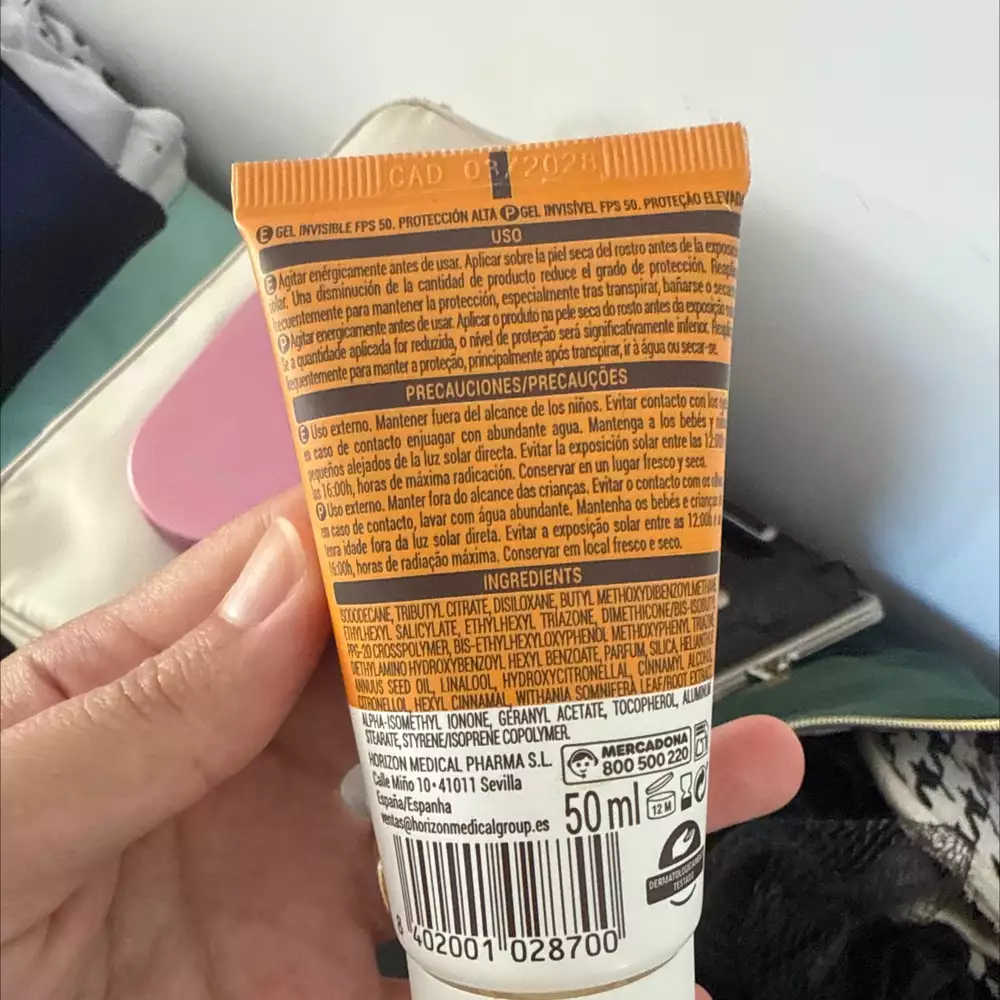 CAD 03/2028
E GEL INVISIBLE FPS 50. PROTECCIÓN ALTA P GEL INVISÍVEL FPS 50. PROTEÇÃO ELEVADA
USO
E Agitar enérgicamente antes de usar. Aplicar sobre la piel seca del rostro antes de la
solar. Una disminución de la cantidad de producto reduce el grado de protección.
frecuentemente para mantener la protección, especialmente tras transpirar, bañarse o
P Agitar energicamente antes de usar. Aplicar o produto na pele seca do rosto antes da exposição
Se a quantidade aplicada for reduzida, o nível de proteção será significativamente inferior.
frequentemente para manter a proteção, principalmente após transpirar, ir à água ou secar-se.
PRECAUCIONES/PRECAUÇÕES
E Uso externo. Mantener fuera del alcance de los niños. Evitar contacto con los
en caso de contacto enjuagar con abundante agua. Mantenga a los bebés y
pequeños alejados de la luz solar directa. Evitar la exposición solar entre las 12:00h
las 16:00h, horas de máxima radicación. Conservar en un lugar fresco y seco.
P Uso externo. Manter fora do alcance das crianças. Evitar o contacto com os
em caso de contacto, lavar com água abundante. Mantenha os bebés e crianças
tenra idade fora da luz solar direta. Evitar a exposição solar entre as 12:00h
16:00h, horas de radiação máxima. Conservar em local fresco e seco.
INGREDIENTS
ISODODECANE, TRIBUTYL CITRATE, DISILOXANE, BUTYL METHOXYDIBENZOYLMETHANE,
ETHYLHEXYL SALICYLATE, ETHYLHEXYL TRIAZONE, DIMETHICONE/BIS-ISOBUTYL
PPG-20 CROSSPOLYMER, BIS-ETHYLHEXYLOXYPHENOL METHOXYPHENYL TRIAZINE,
DIETHYLAMINO HYDROXYBENZOYL HEXYL BENZOATE, PARFUM, SILICA, HELIANTHUS
ANNUUS SEED OIL, LINALOOL, HYDROXYCITRONELLAL, CINNAMYL ALCOHOL,
CITRONELLOL, HEXYL CINNAMAL, WITHANIA SOMNIFERA LEAF/ROOT EXTRACT,
ALPHA-ISOMETHYL IONONE, GERANYL ACETATE, TOCOPHEROL, ALUMINUM
STEARATE, STYRENE/ISOPRENE COPOLYMER.
HORIZON MEDICAL PHARMA S.L.
Calle Miño 10·41011 Sevilla
España/Espanha
ventas@horizonmedicalgroup.es
MERCADONA
800 500 220
50 ml
12 M
DERMATOLÓGICAMENTE
TESTADO
8 402001 028700